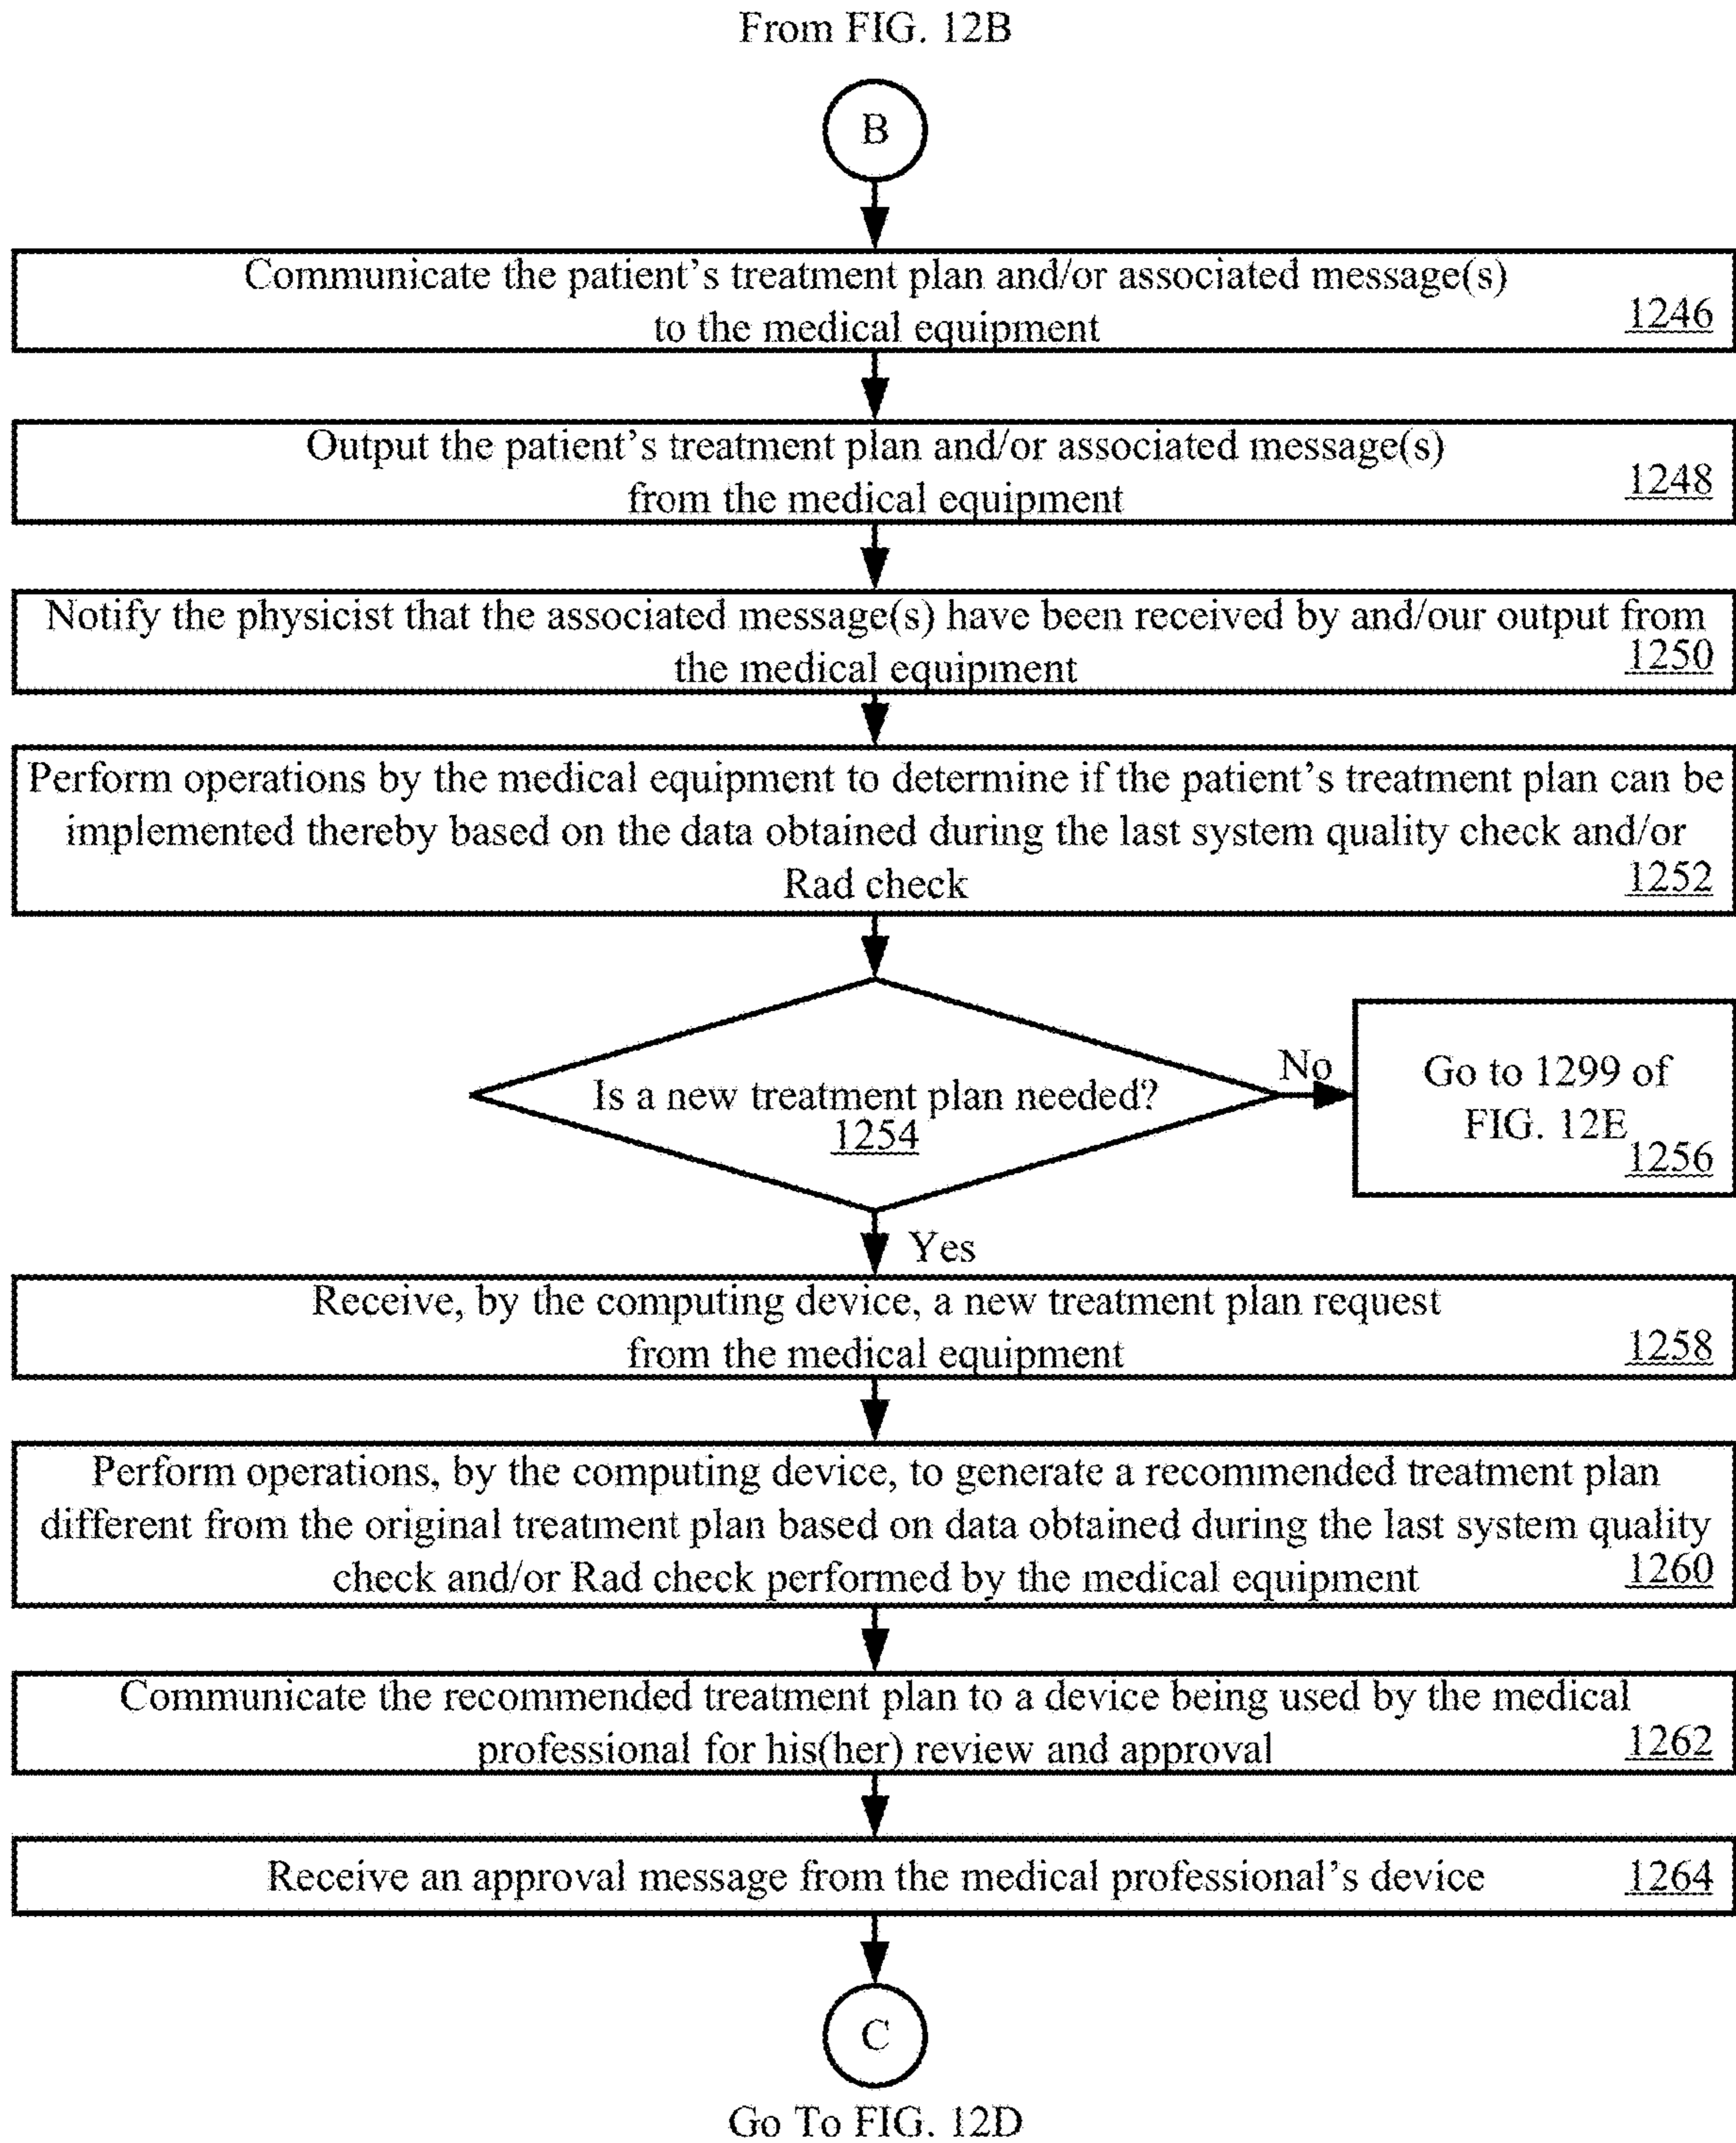 From FIG. 12B
B
Communicate the patient's treatment plan and/or associated message(s)
to the medical equipment
1246
Output the patient's treatment plan and/or associated message(s)
from the medical equipment
1248
Notify the physicist that the associated message(s) have been received by and/our output from
the medical equipment
1250
Perform operations by the medical equipment to determine if the patient's treatment plan can be
implemented thereby based on the data obtained during the last system quality check and/or
Rad check
1252
Is a new treatment plan needed?
1254
No
Go to 1299 of
FIG. 12E
1256
Yes
Receive, by the computing device, a new treatment plan request
from the medical equipment
1258
Perform operations, by the computing device, to generate a recommended treatment plan
different from the original treatment plan based on data obtained during the last system quality
check and/or Rad check performed by the medical equipment
1260
Communicate the recommended treatment plan to a device being used by the medical
professional for his(her) review and approval
1262
Receive an approval message from the medical professional's device
1264
C
Go To FIG. 12D